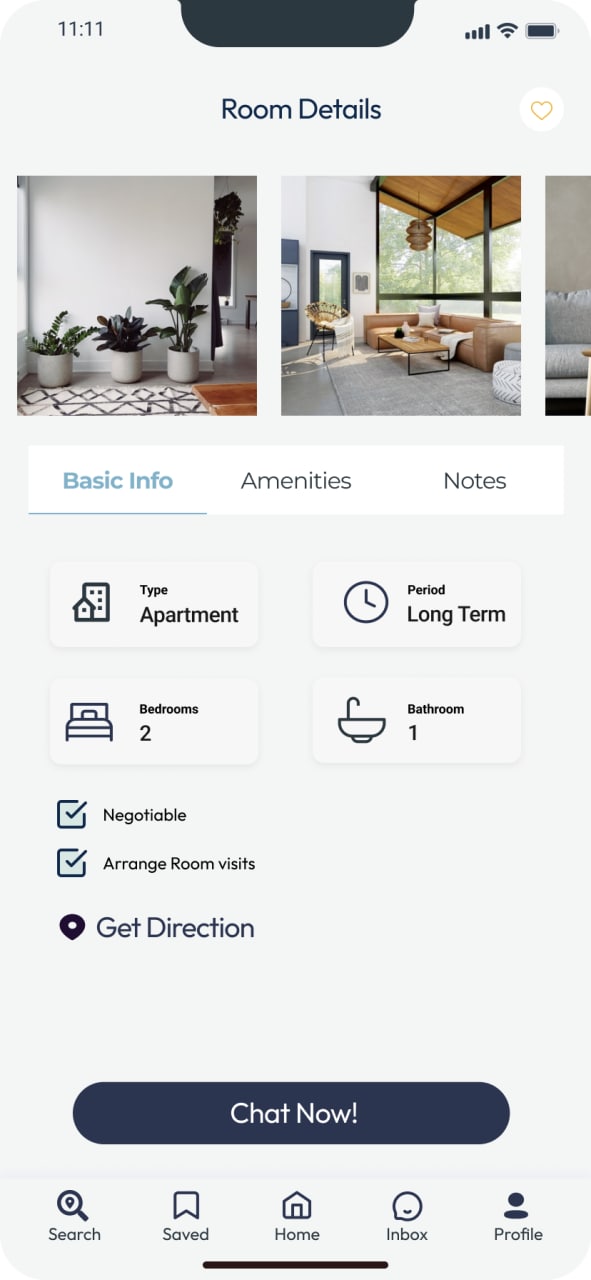 11:11
Room Details
Basic Info
Amenities
Notes
Type
Apartment
Period
Long Term
Bedrooms
2
Bathroom
1
Negotiable
Arrange Room visits
Get Direction
Chat Now!
Search
Saved
Home
Inbox
Profile